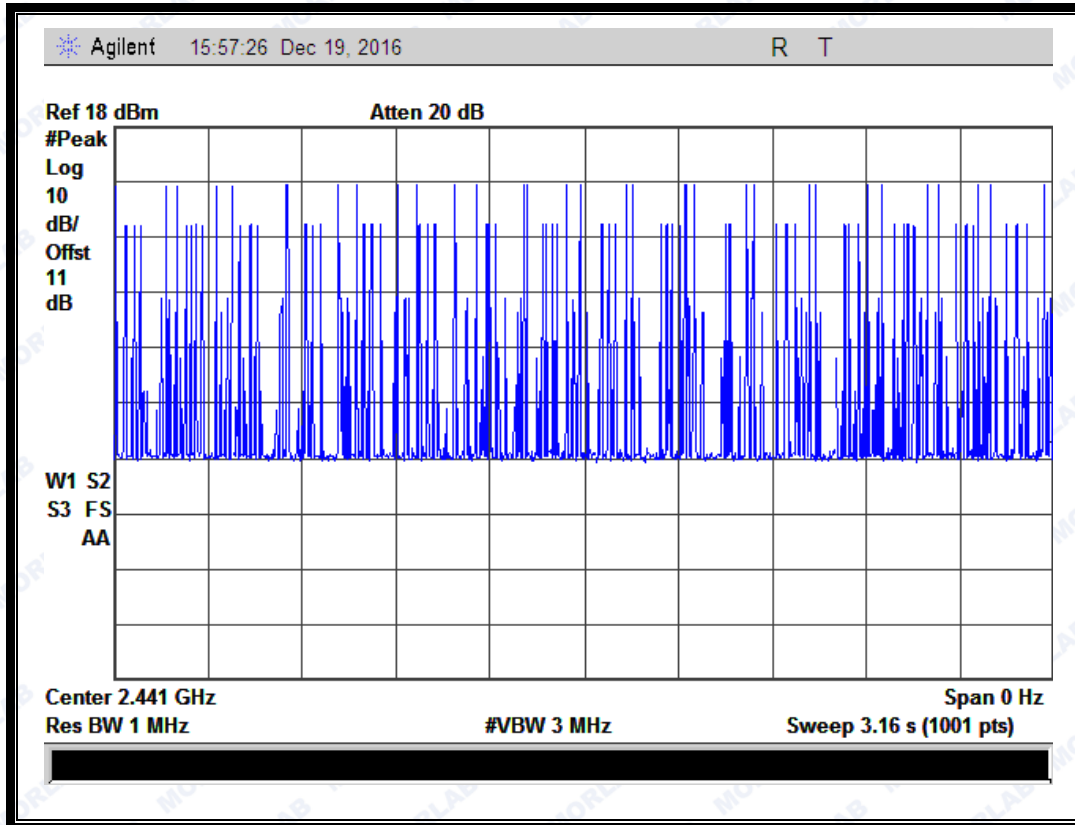 Agilent 15:57:26 Dec 19, 2016 R T
Ref 18 dBm Atten 20 dB
#Peak
Log
10
dB/
Offst
11
dB
W1 S2
S3 FS
AA
Center 2.441 GHz Span 0 Hz
Res BW 1 MHz #VBW 3 MHz Sweep 3.16 s (1001 pts)